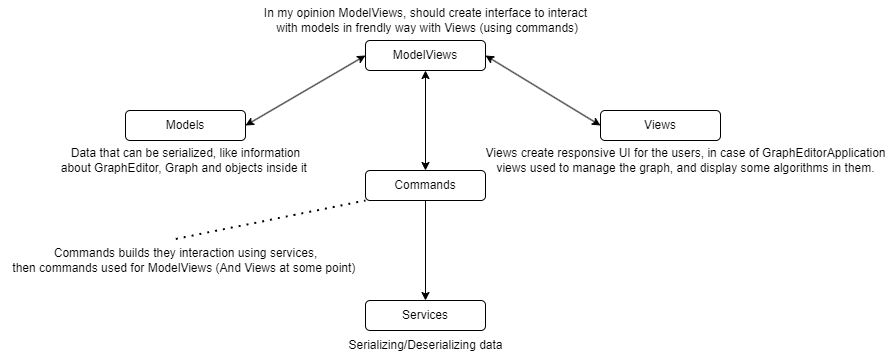 In my opinion ModelViews, should create interface to interact
with models in frendly way with Views (using commands)
ModelViews
Models
Views
Data that can be serialized, like information
about GraphEditor, Graph and objects inside it
Views create responsive UI for the users, in case of GraphEditorApplication
views used to manage the graph, and display some algorithms in them.
Commands
Commands builds they interaction using services,
then commands used for ModelViews (And Views at some point)
Services
Serializing/Deserializing data